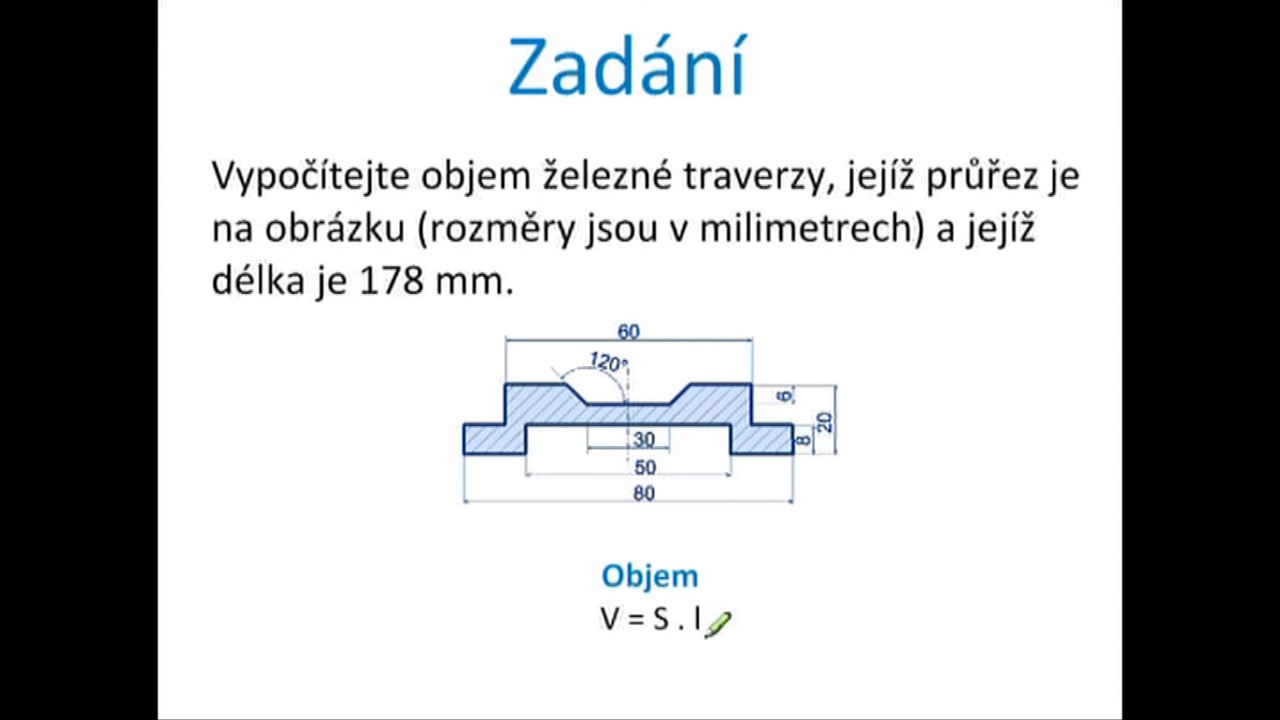 Zadání
Vypočítejte objem železné traverzy, jejíž průřez je
na obrázku (rozměry jsou v milimetrech) a jejíž
délka je 178 mm.
60
120°
6
20
8
30
50
80
Objem
V = S . l